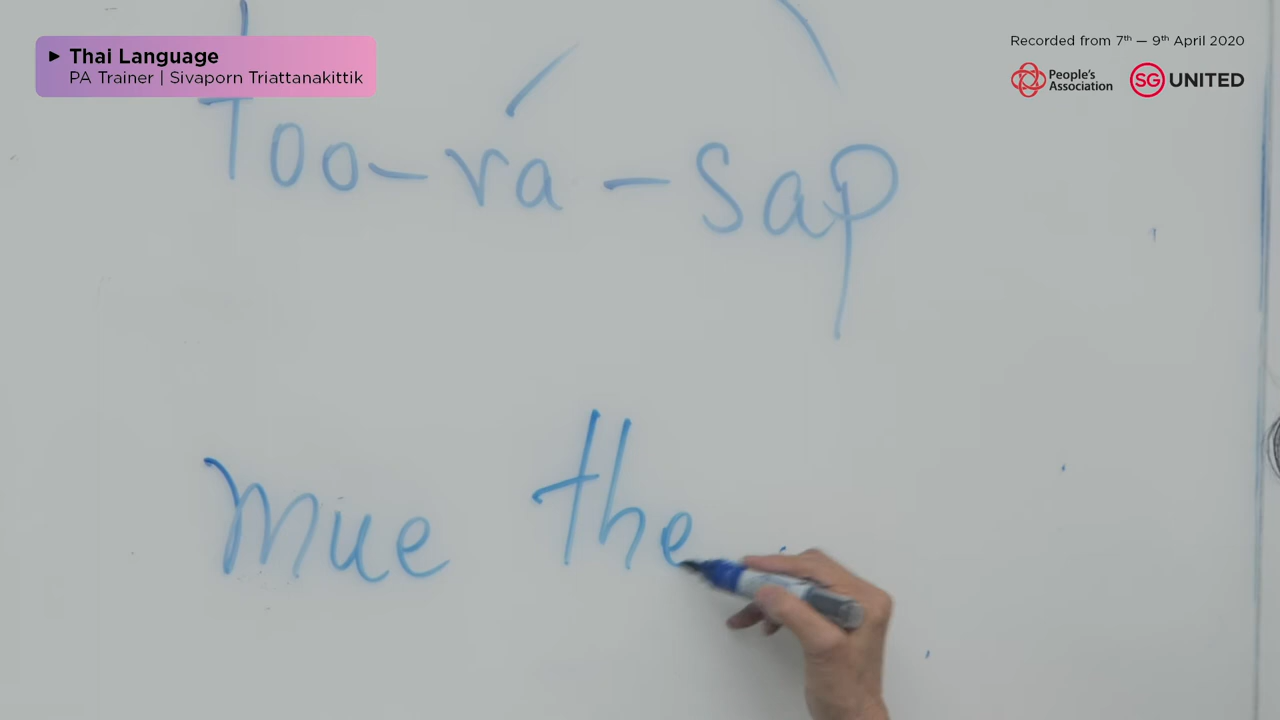 ► Thai Language
PA Trainer | Sivaporn Triattanakittik
Recorded from 7th — 9th April 2020
People's Association
SG UNITED
Too-ra-Sap
mue the